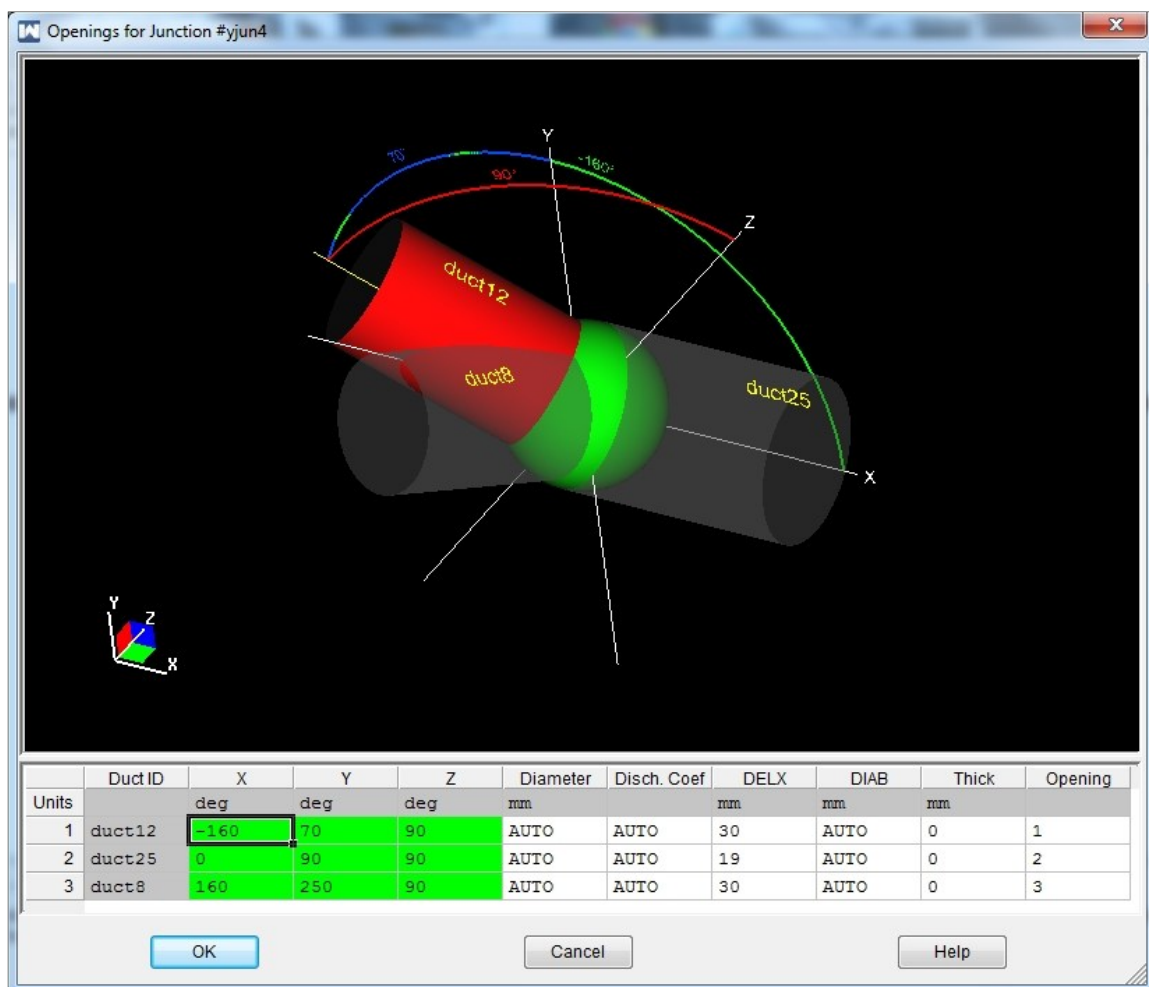 Openings for Junction #yjun4
Y
70°
-160°
90°
Z
duct12
duct8
duct25
X
Y
Z
X
Duct ID X Y Z Diameter Disch. Coef DELX DIAB Thick Opening
Units deg deg deg mm mm mm mm
1 duct12 -160 70 90 AUTO AUTO 30 AUTO 0 1
2 duct25 0 90 90 AUTO AUTO 19 AUTO 0 2
3 duct8 160 250 90 AUTO AUTO 30 AUTO 0 3
OK Cancel Help